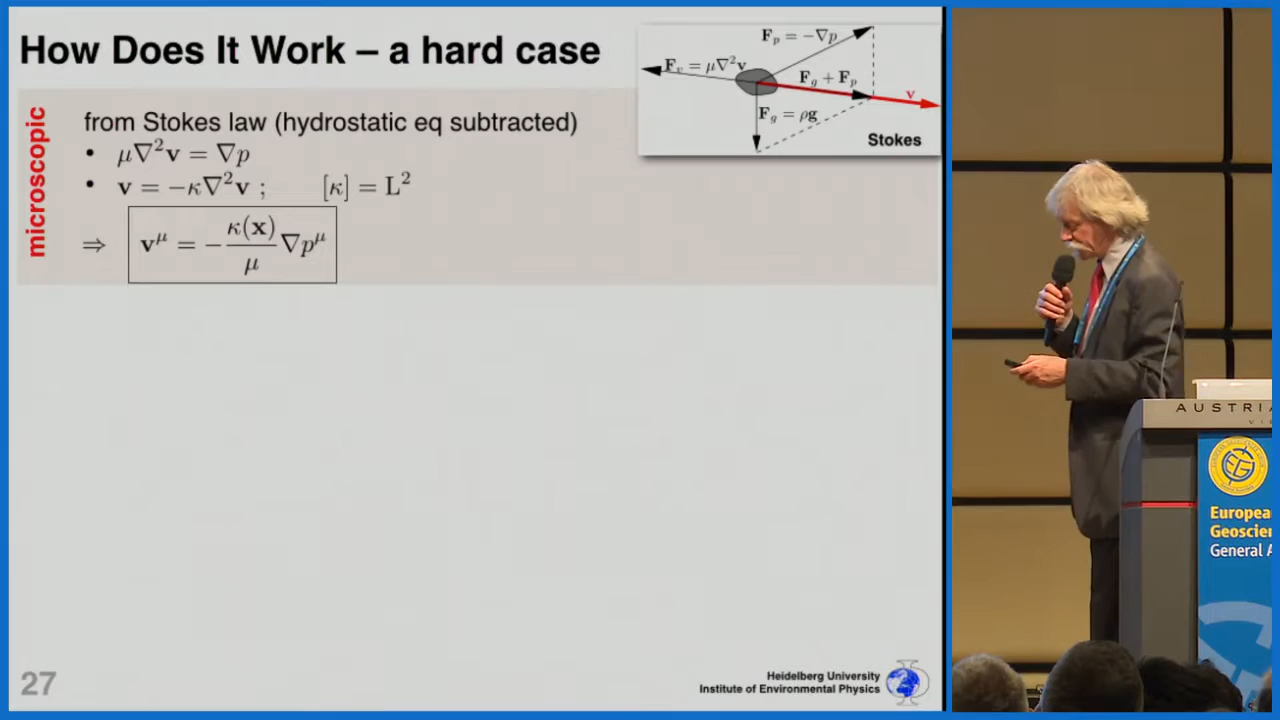 How Does It Work – a hard case
F_p = −∇p
F_v = μ∇²v
F_g + F_p
v
F_g = ρg
Stokes
microscopic
from Stokes law (hydrostatic eq subtracted)
• μ∇²v = ∇p
• v = −κ∇²v ; [κ] = L²
⇒ v^μ = − κ(x)/μ ∇p^μ
AUSTRIA
European
Geoscien
General A
27
Heidelberg University
Institute of Environmental Physics